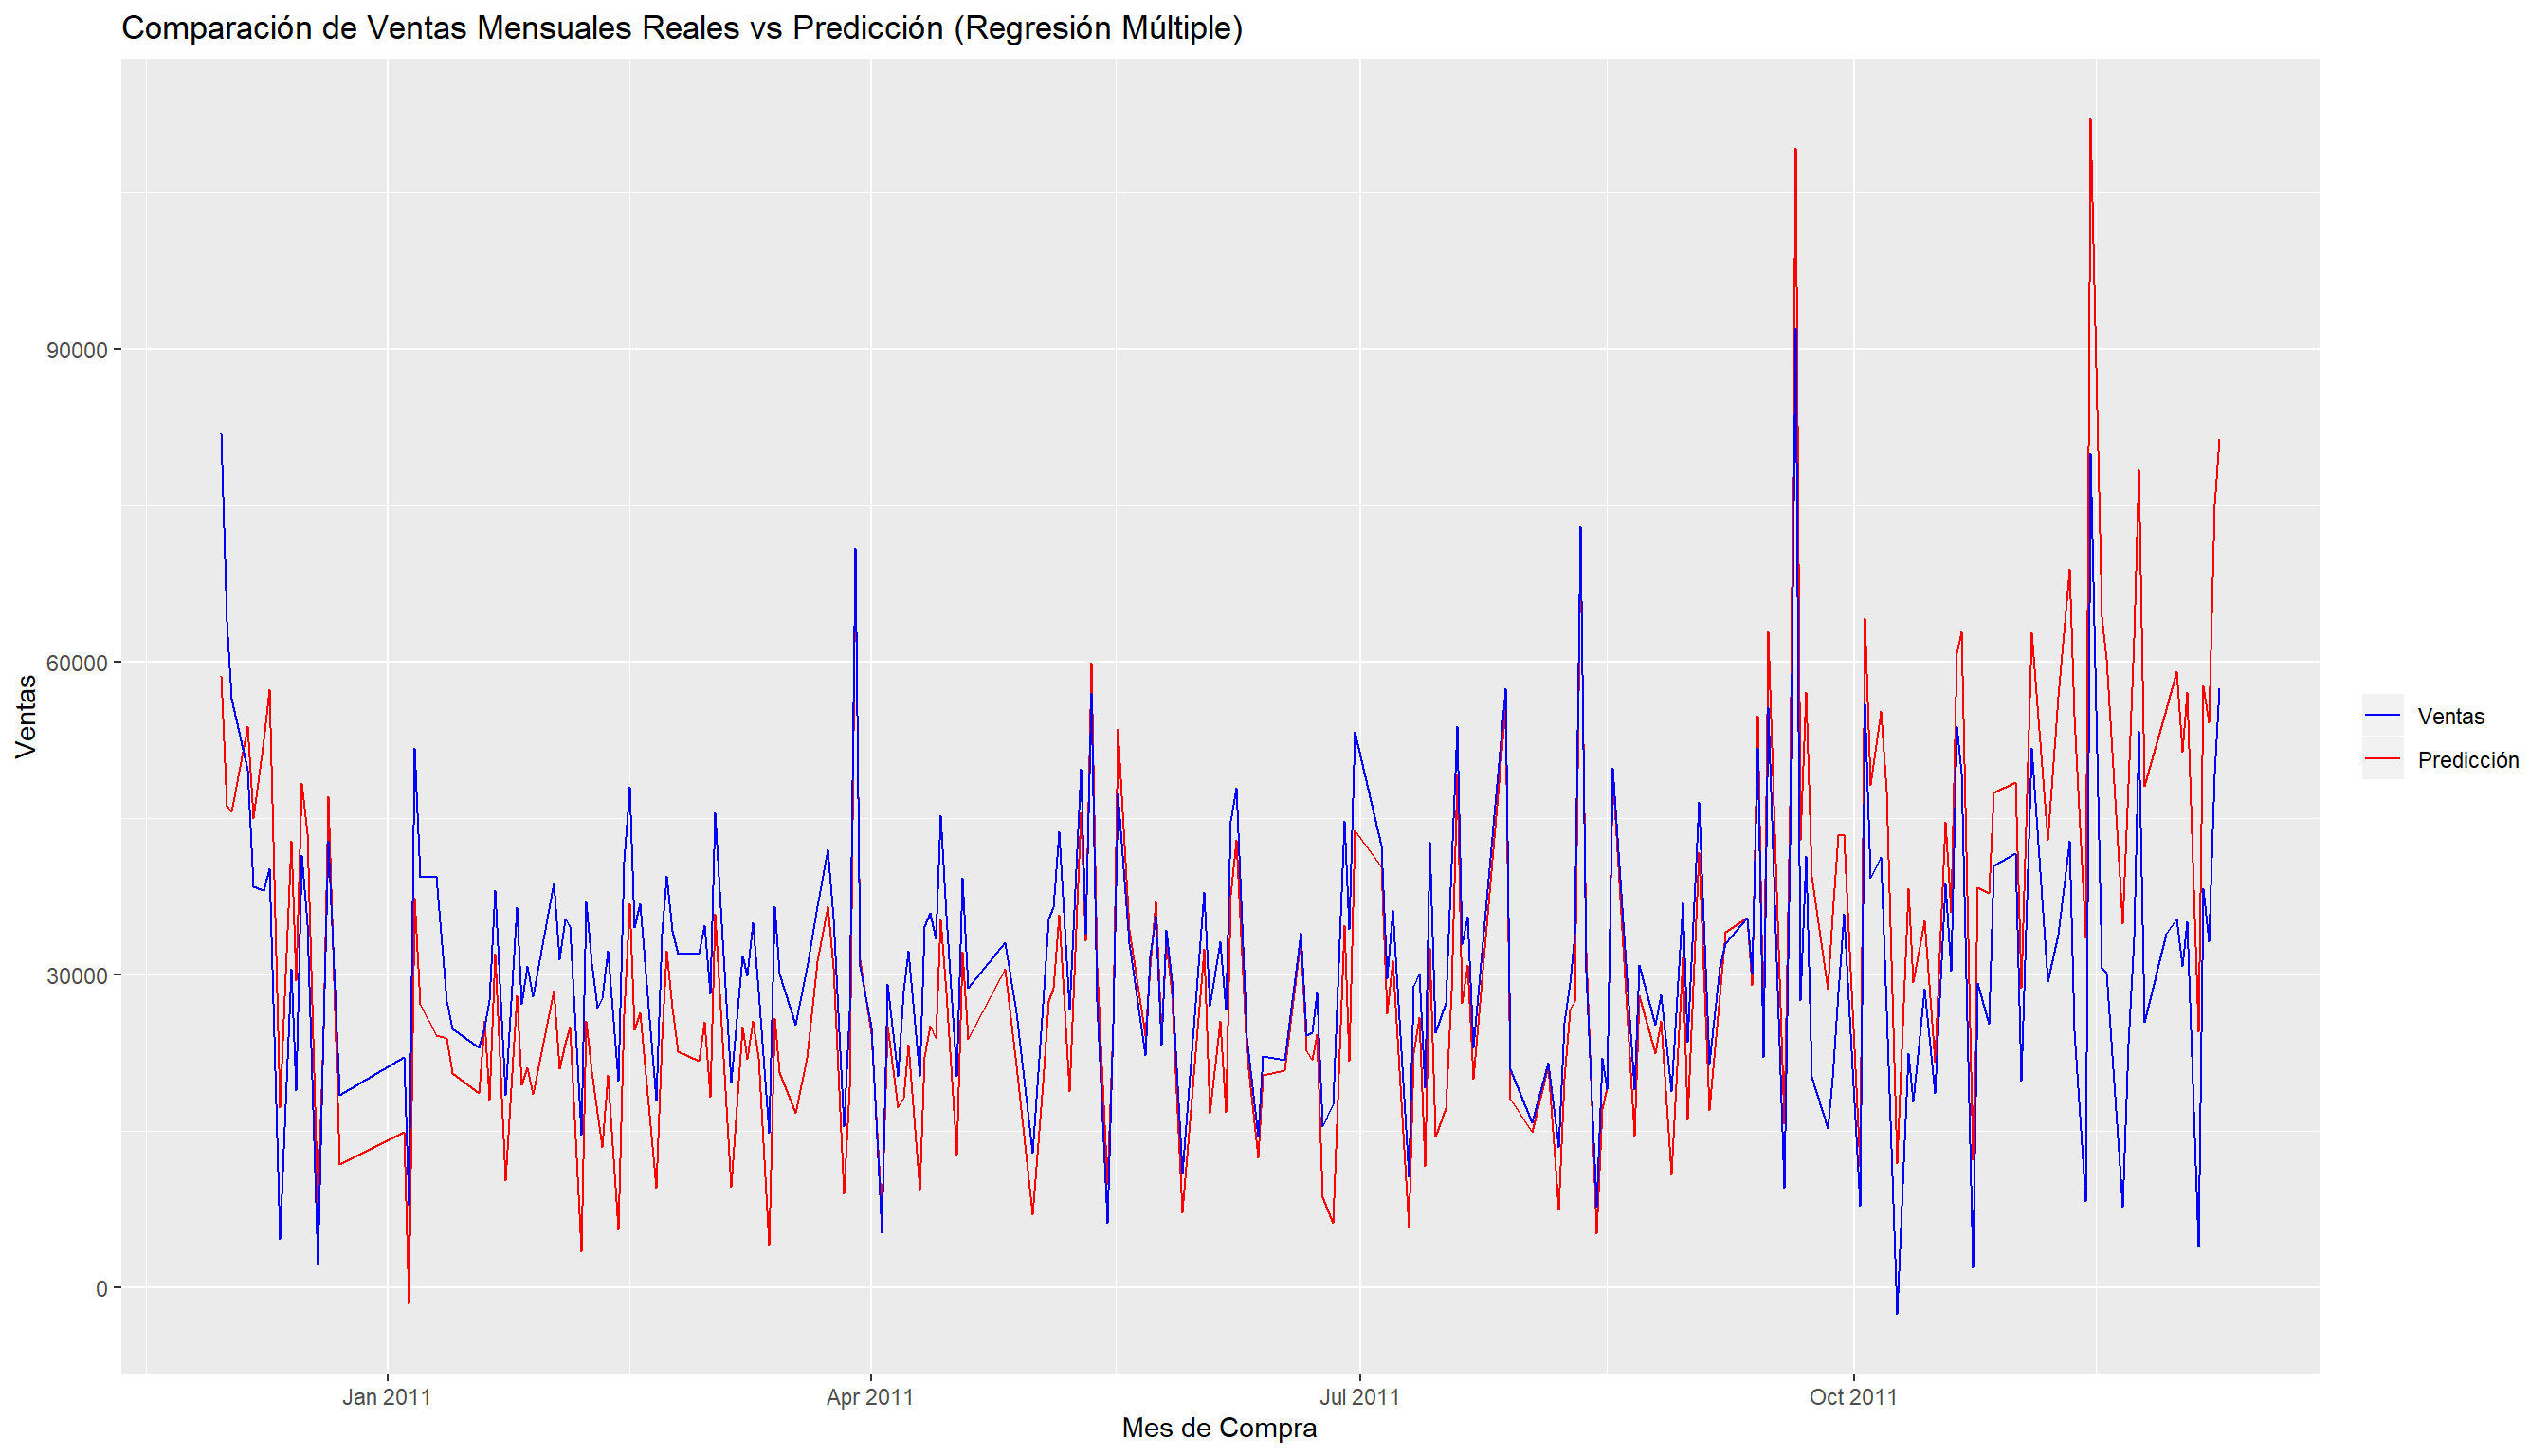 Comparación de Ventas Mensuales Reales vs Predicción (Regresión Múltiple)
Ventas
90000
60000
30000
0
Jan 2011
Apr 2011
Jul 2011
Oct 2011
Mes de Compra
Ventas
Predicción